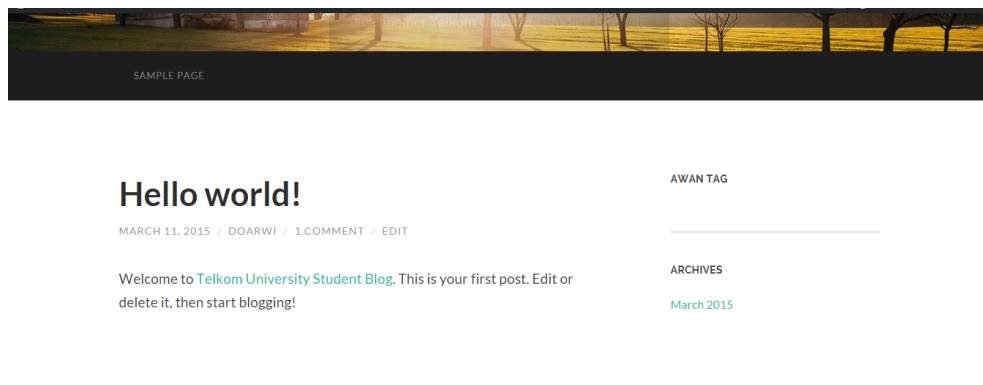 SAMPLE PAGE
Hello world!
MARCH 11, 2015 / DOARWI / 1 COMMENT / EDIT
Welcome to Telkom University Student Blog. This is your first post. Edit or
delete it, then start blogging!
AWAN TAG
ARCHIVES
March 2015